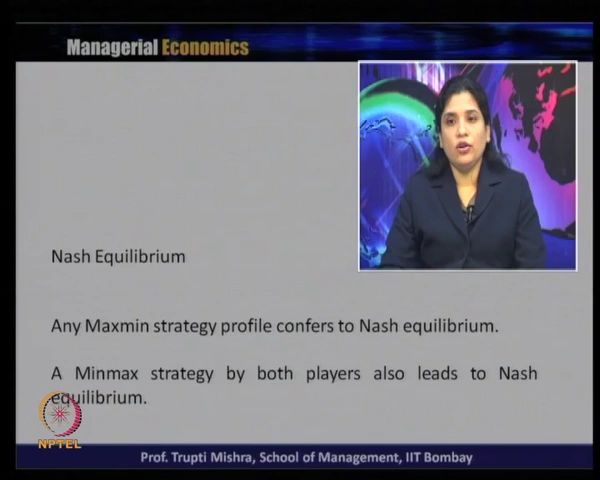 Managerial Economics
Nash Equilibrium
Any Maxmin strategy profile confers to Nash equilibrium.
A Minmax strategy by both players also leads to Nash
equilibrium.
NPTEL
Prof. Trupti Mishra, School of Management, IIT Bombay